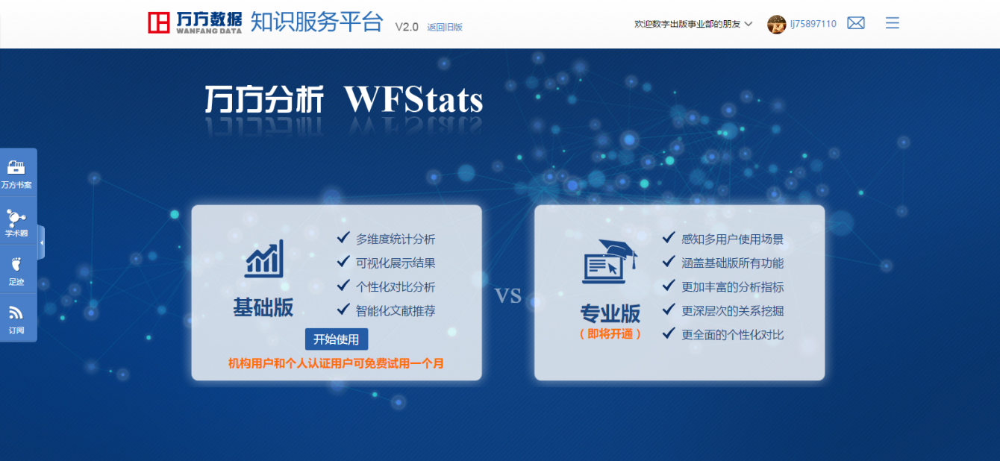 万方数据 知识服务平台 V2.0 返回旧版
WANFANG DATA
欢迎数字出版事业部的朋友 lj75897110
万方分析 WFStats
万方书案
学术圈
足迹
订阅
多维度统计分析
可视化展示结果
个性化对比分析
智能化文献推荐
基础版
开始使用
机构用户和个人认证用户可免费试用一个月
VS
感知多用户使用场景
涵盖基础版所有功能
更加丰富的分析指标
更深层次的关系挖掘
更全面的个性化对比
专业版
（即将开通）